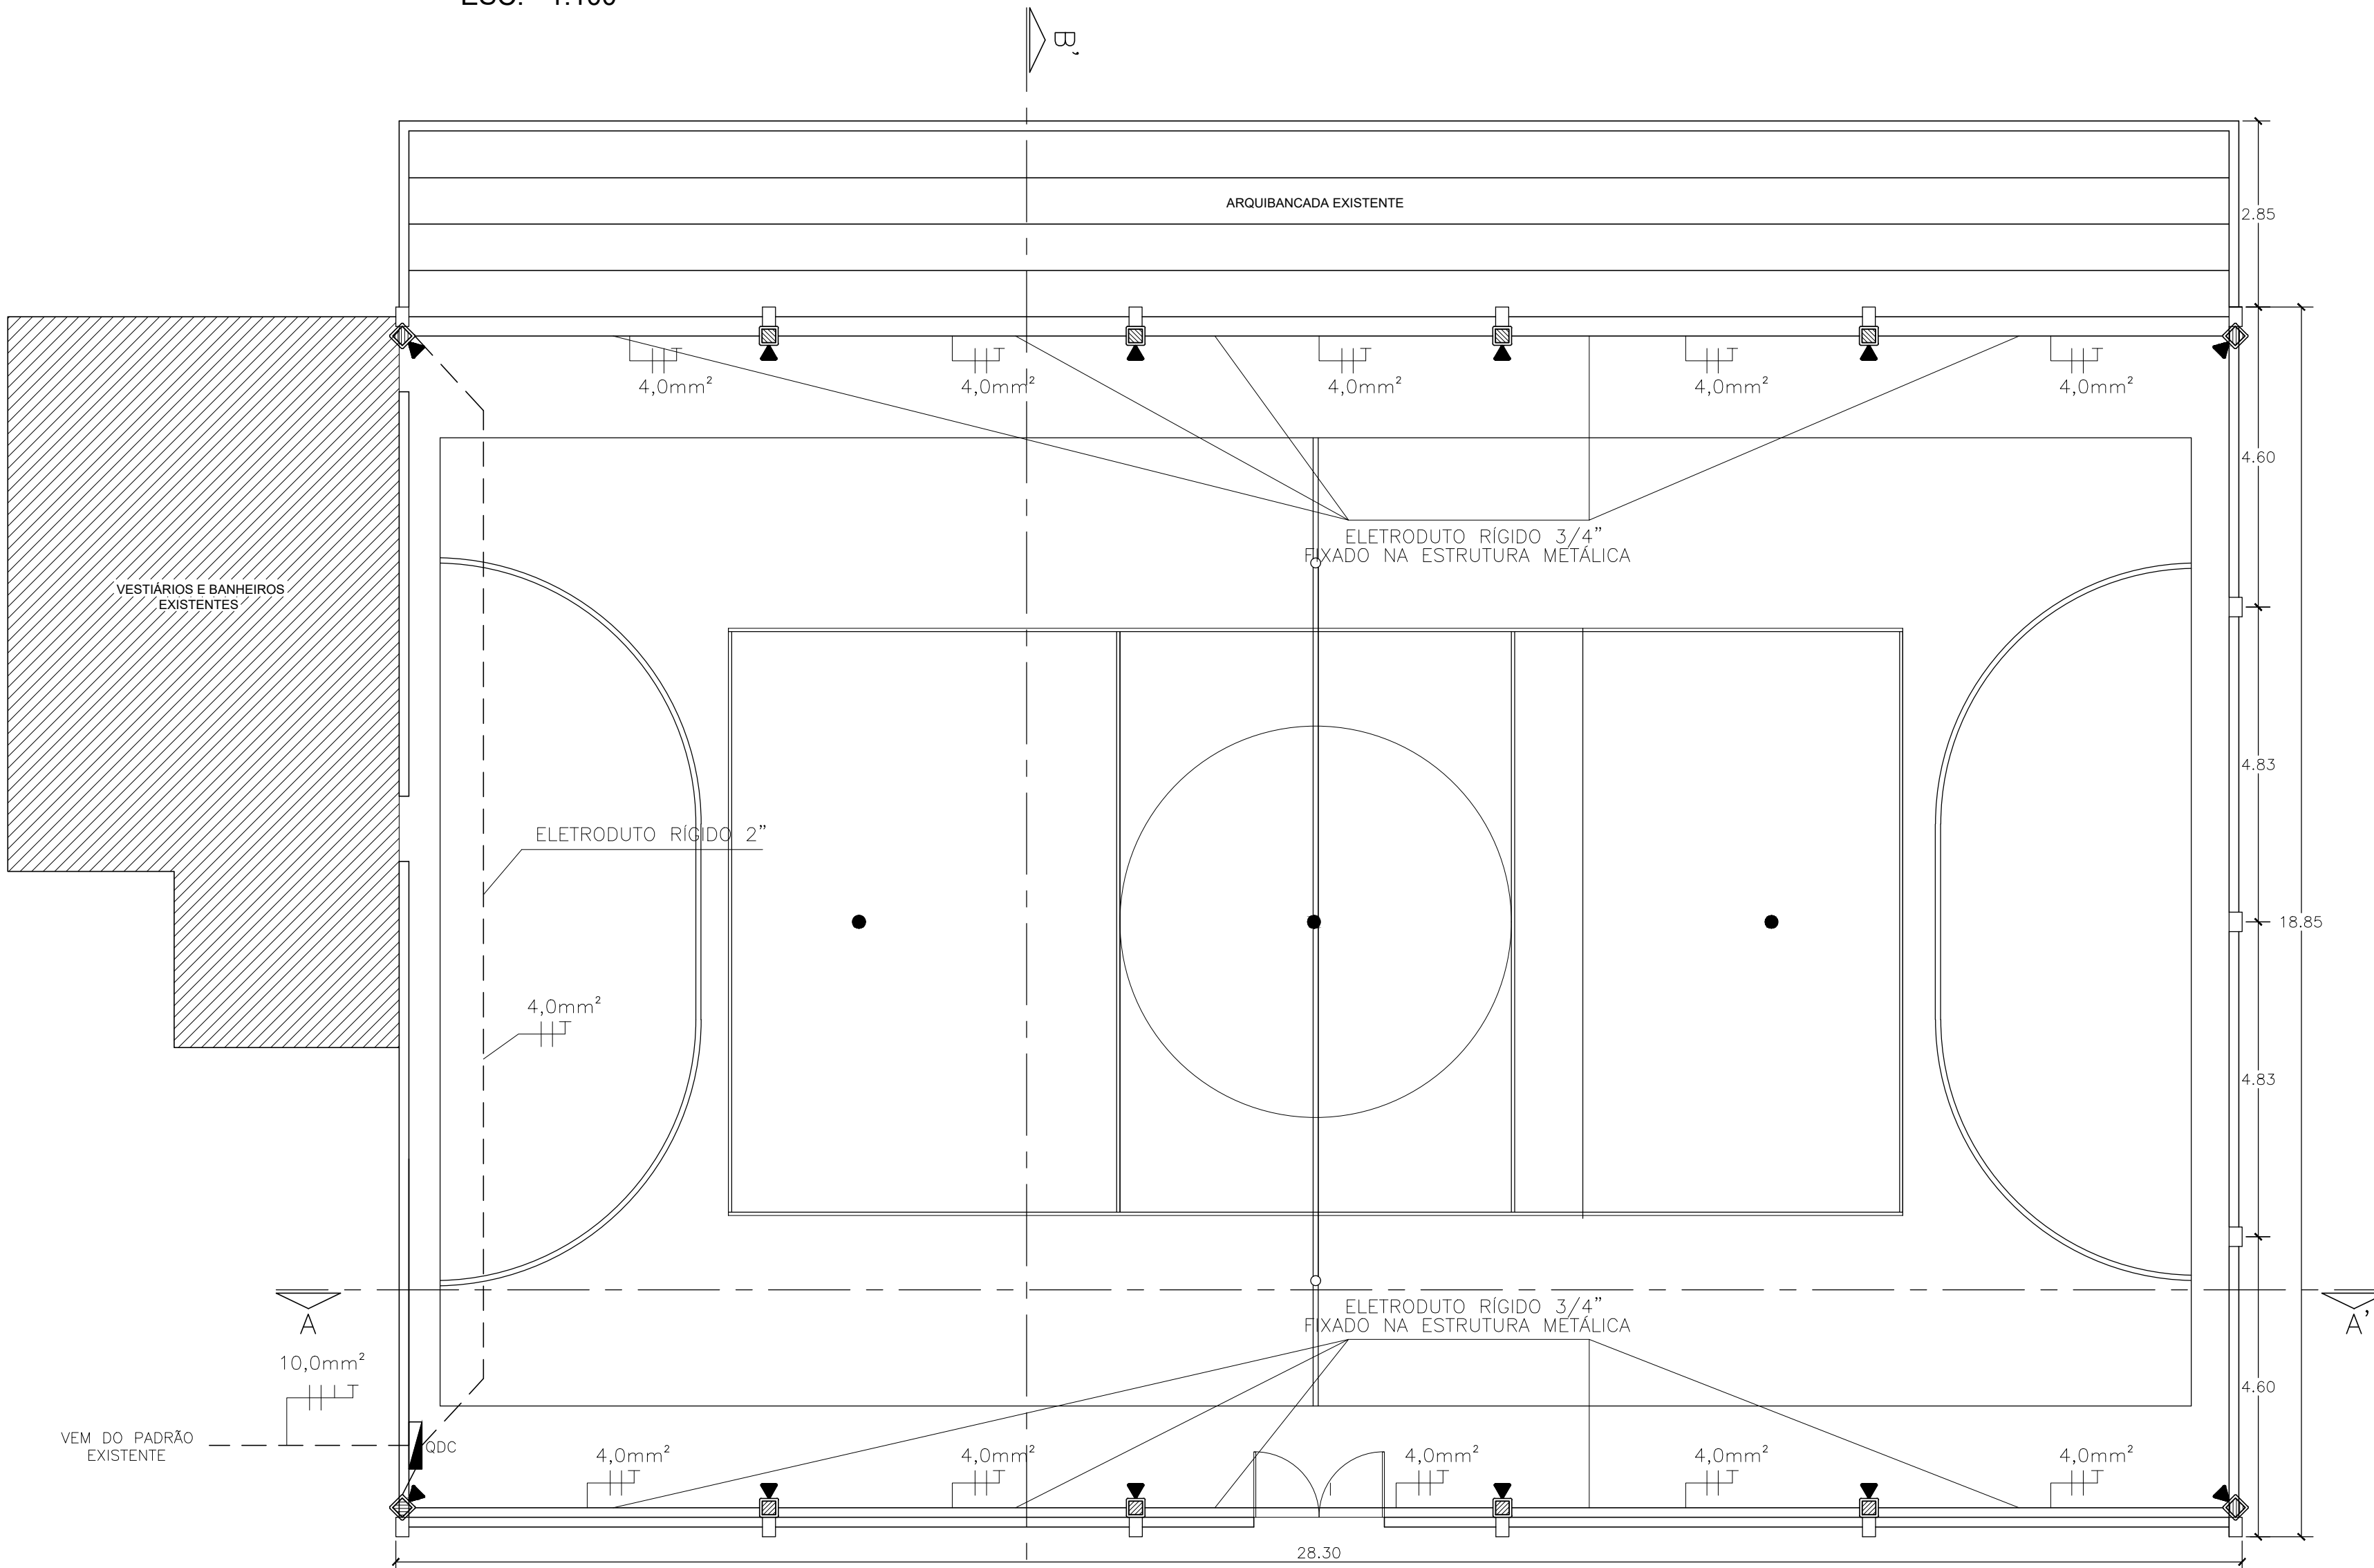 B'
ARQUIBANCADA EXISTENTE
2.85
4,0mm²
4,0mm²
4,0mm²
4,0mm²
4,0mm²
4.60
ELETRODUTO RÍGIDO 3/4"
FIXADO NA ESTRUTURA METÁLICA
VESTIÁRIOS E BANHEIROS
EXISTENTES
4.83
ELETRODUTO RÍGIDO 2"
18.85
4,0mm²
4.83
ELETRODUTO RÍGIDO 3/4"
FIXADO NA ESTRUTURA METÁLICA
A
A'
10,0mm²
4.60
VEM DO PADRÃO
EXISTENTE
QDC
4,0mm²
4,0mm²
4,0mm²
4,0mm²
4,0mm²
28.30